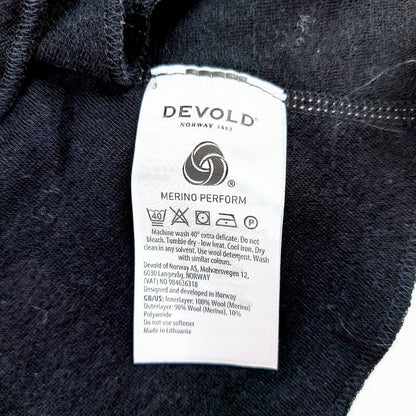 3
DEVOLD®
NORWAY 1853
®
MERINO PERFORM
40 P
Machine wash 40° extra delicate. Do not
bleach. Tumble dry - low heat. Cool iron. Dry
clean in any solvent. Use wool detergent. Wash
with similar colours.
Devold of Norway AS, Molværsvegen 12,
6030 Langevåg, NORWAY
(VAT) NO 984636318
Designed and developed in Norway
GB/US: Innerlayer: 100% Wool (Merino)
Outerlayer: 90% Wool (Merino), 10%
Polyamide
Do not use softener
Made in Lithuania